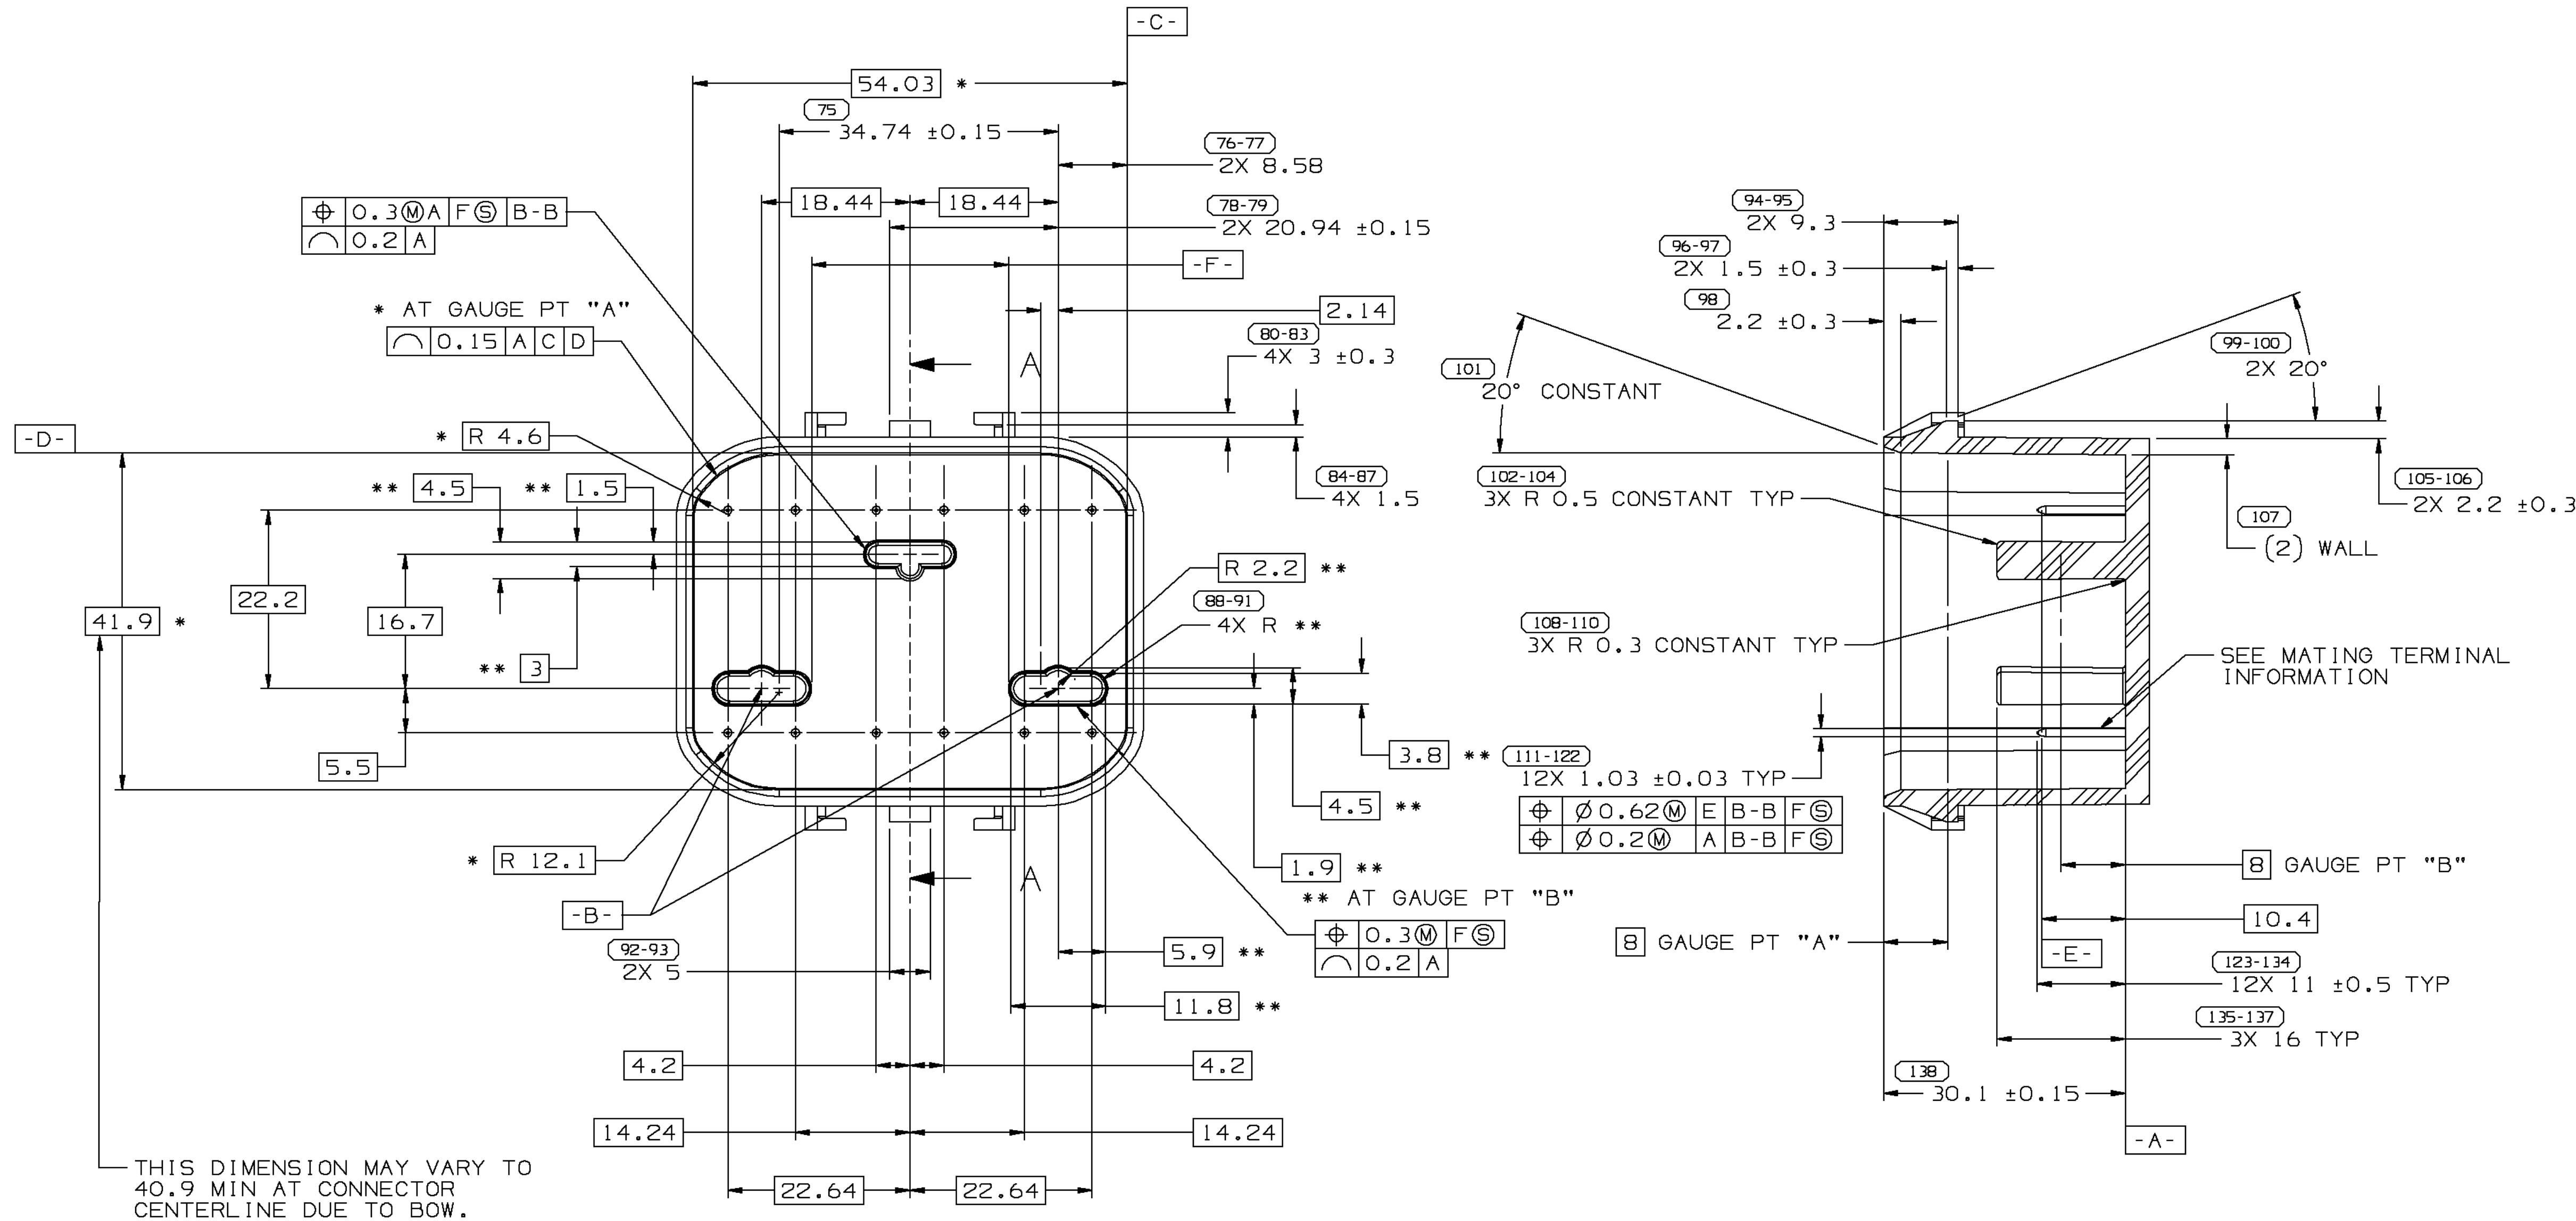 -C-
54.03 *
75
34.74 ±0.15
76-77
2X 8.58
⌖ 0.3ⓂA FⓈ B-B
⌒ 0.2 A
18.44
18.44
78-79
2X 20.94 ±0.15
-F-
* AT GAUGE PT "A"
⌒ 0.15 A C D
2.14
80-83
4X 3 ±0.3
A
-D-
* R 4.6
** 4.5
** 1.5
84-87
4X 1.5
22.2
41.9 *
16.7
R 2.2 **
88-91
4X R **
** 3
5.5
3.8 **
4.5 **
* R 12.1
A
1.9 **
** AT GAUGE PT "B"
-B-
⌖ 0.3Ⓜ FⓈ
⌒ 0.2 A
92-93
2X 5
5.9 **
11.8 **
4.2
4.2
14.24
14.24
22.64
22.64
THIS DIMENSION MAY VARY TO
40.9 MIN AT CONNECTOR
CENTERLINE DUE TO BOW.
94-95
2X 9.3
96-97
2X 1.5 ±0.3
98
2.2 ±0.3
99-100
2X 20°
101
20° CONSTANT
102-104
3X R 0.5 CONSTANT TYP
105-106
2X 2.2 ±0.3
107
(2) WALL
108-110
3X R 0.3 CONSTANT TYP
SEE MATING TERMINAL
INFORMATION
111-122
12X 1.03 ±0.03 TYP
⌖ Ø0.62Ⓜ E B-B FⓈ
⌖ Ø0.2Ⓜ A B-B FⓈ
8 GAUGE PT "B"
10.4
8 GAUGE PT "A"
-E-
123-134
12X 11 ±0.5 TYP
135-137
3X 16 TYP
138
30.1 ±0.15
-A-